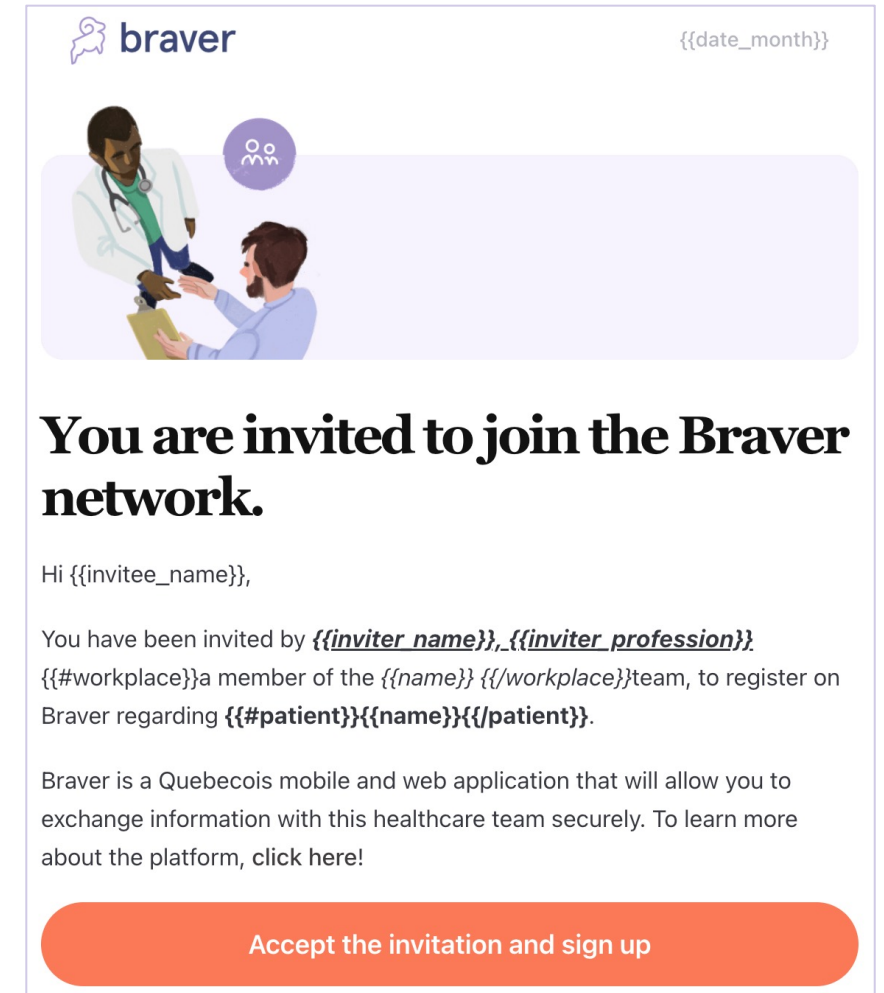 braver
{{date_month}}
You are invited to join the Braver
network.
Hi {{invitee_name}},
You have been invited by {{inviter_name}}, {{inviter_profession}}
{{#workplace}}a member of the {{name}} {{/workplace}}team, to register on
Braver regarding {{#patient}}{{name}}{{/patient}}.
Braver is a Quebecois mobile and web application that will allow you to
exchange information with this healthcare team securely. To learn more
about the platform, click here!
Accept the invitation and sign up